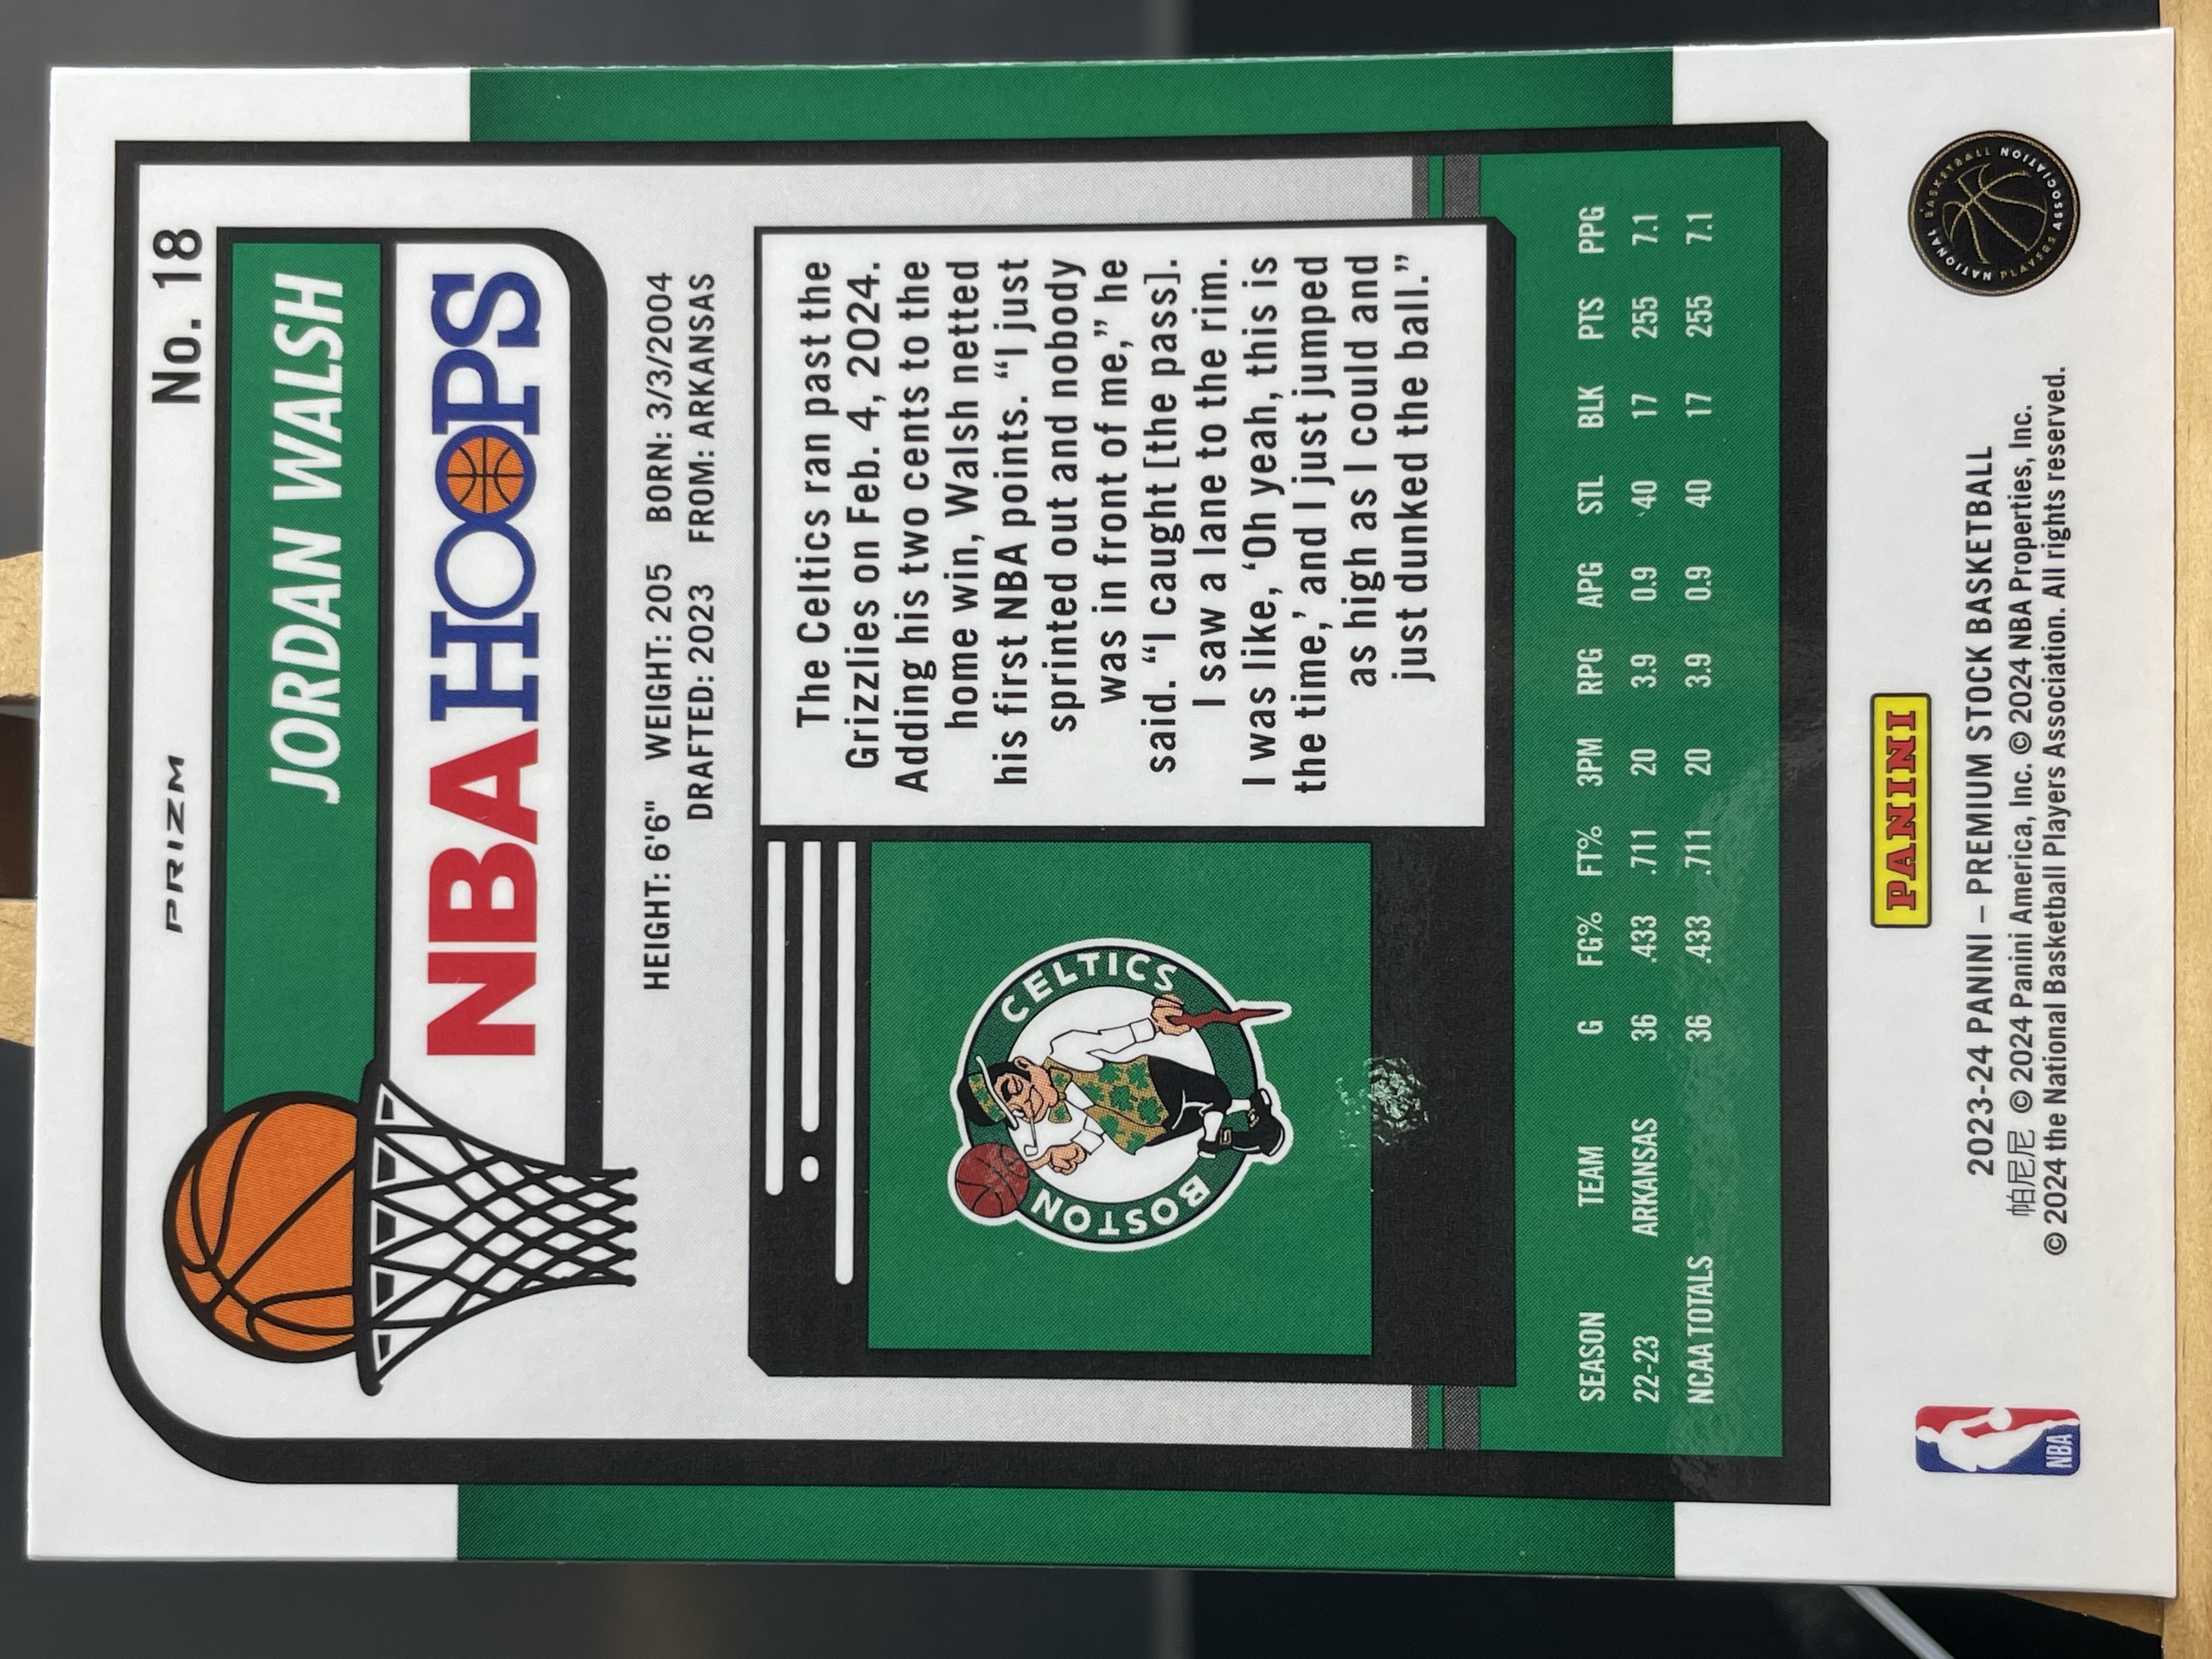 No. 18
PRIZM
JORDAN WALSH
NBA HOOPS
HEIGHT: 6'6" WEIGHT: 205 BORN: 3/3/2004
DRAFTED: 2023 FROM: ARKANSAS
The Celtics ran past the
Grizzlies on Feb. 4, 2024.
Adding his two cents to the
home win, Walsh netted
his first NBA points. “I just
sprinted out and nobody
was in front of me,” he
said. “I caught [the pass].
I saw a lane to the rim.
I was like, ‘Oh yeah, this is
the time,’ and I just jumped
as high as I could and
just dunked the ball.”
BOSTON CELTICS
SEASON TEAM G FG% FT% 3PM RPG APG STL BLK PTS PPG
22-23 ARKANSAS 36 .433 .711 20 3.9 0.9 40 17 255 7.1
NCAA TOTALS 36 .433 .711 20 3.9 0.9 40 17 255 7.1
PANINI
2023-24 PANINI – PREMIUM STOCK BASKETBALL
帕尼尼 © 2024 Panini America, Inc. © 2024 NBA Properties, Inc.
© 2024 the National Basketball Players Association. All rights reserved.
NBA
NATIONAL BASKETBALL PLAYERS ASSOCIATION